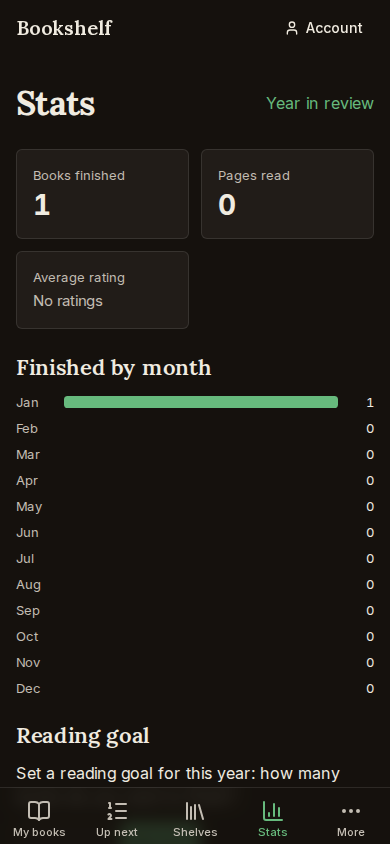 Bookshelf
Account
Stats
Year in review
Books finished
1
Pages read
0
Average rating
No ratings
Finished by month
Jan 1
Feb 0
Mar 0
Apr 0
May 0
Jun 0
Jul 0
Aug 0
Sep 0
Oct 0
Nov 0
Dec 0
Reading goal
Set a reading goal for this year: how many
My books
Up next
Shelves
Stats
More